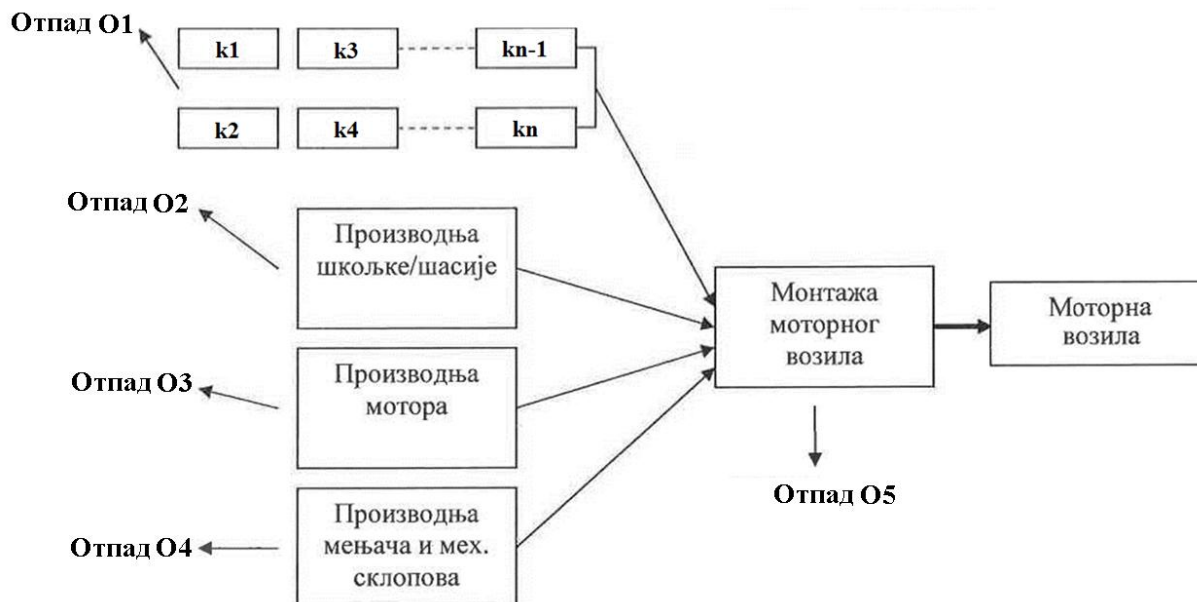 Отпад О1
k1
k3
kn-1
k2
k4
kn
Отпад О2
Производња
шкољке/шасије
Отпад О3
Производња
мотора
Отпад О4
Производња
мењача и мех.
склопова
Монтажа
моторног
возила
Отпад О5
Моторна
возила